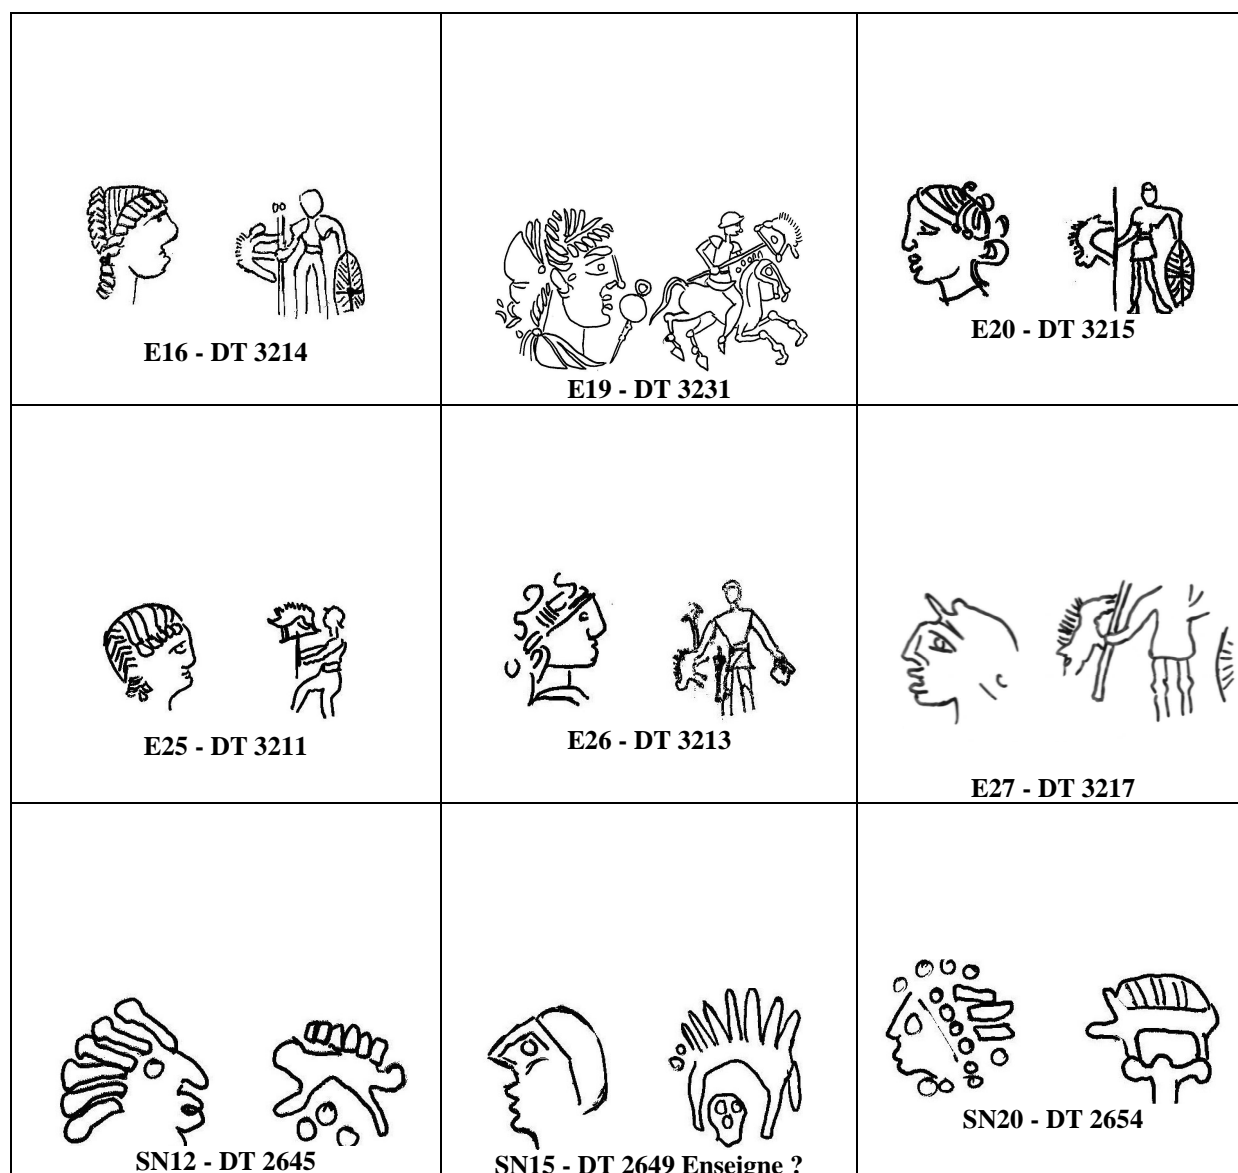 E16 - DT 3214
E19 - DT 3231
E20 - DT 3215
E25 - DT 3211
E26 - DT 3213
E27 - DT 3217
SN12 - DT 2645
SN15 - DT 2649 Enseigne ?
SN20 - DT 2654